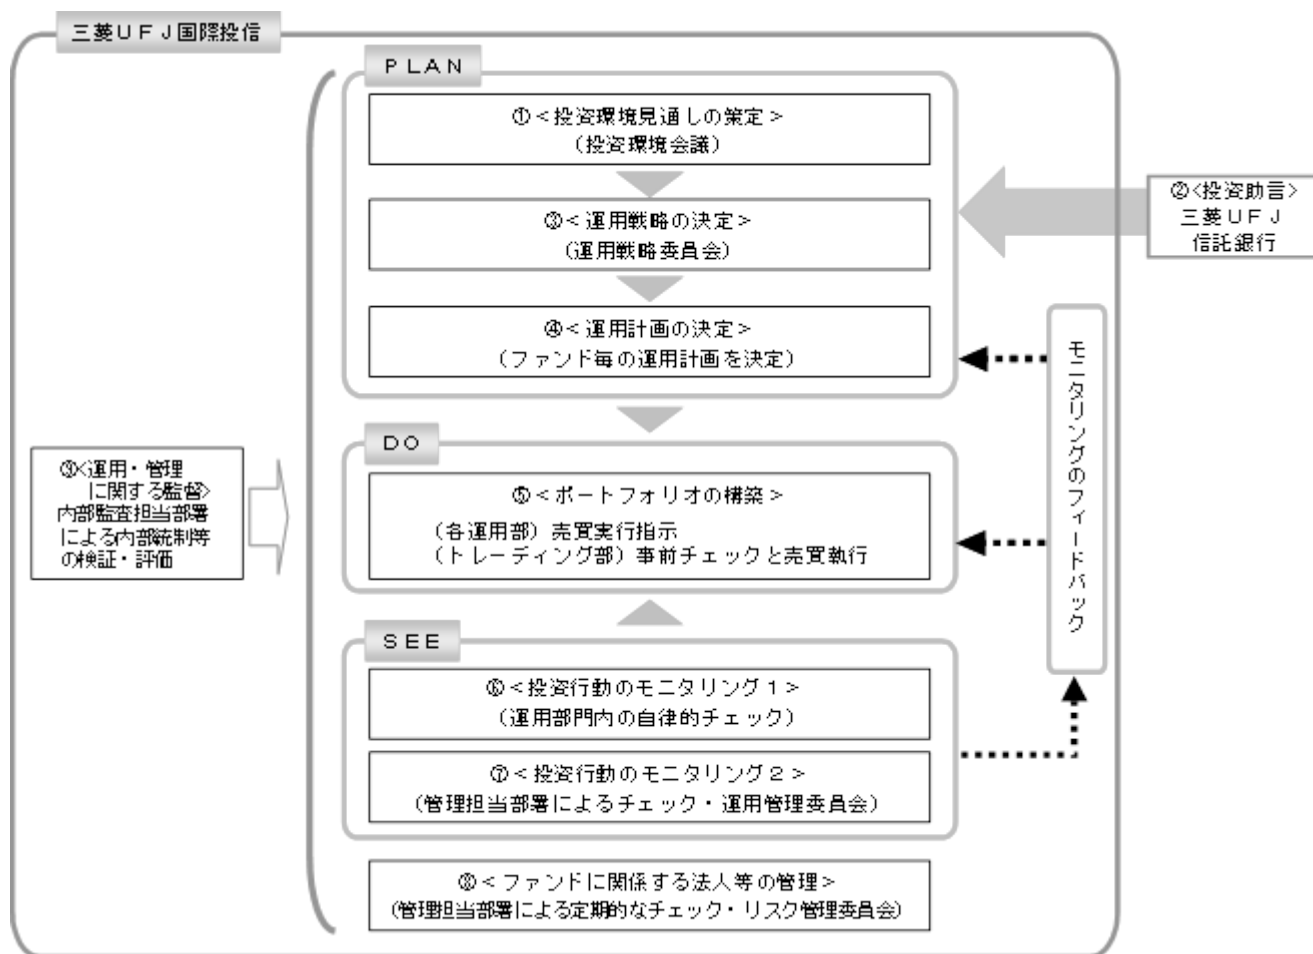 三菱UFJ国際投信
PLAN
①<投資環境見通しの策定>
(投資環境会議)
②<投資助言>
三菱UFJ
信託銀行
③<運用戦略の決定>
(運用戦略委員会)
④<運用計画の決定>
(ファンド毎の運用計画を決定)
モニタリングのフィードバック
DO
⑤<ポートフォリオの構築>
(各運用部)売買実行指示
(トレーディング部)事前チェックと売買執行
⑨<運用・管理
に関する監督>
内部監査担当部署
による内部統制等
の検証・評価
SEE
⑥<投資行動のモニタリング1>
(運用部門内の自律的チェック)
⑦<投資行動のモニタリング2>
(管理担当部署によるチェック・運用管理委員会)
⑧<ファンドに関係する法人等の管理>
(管理担当部署による定期的なチェック・リスク管理委員会)